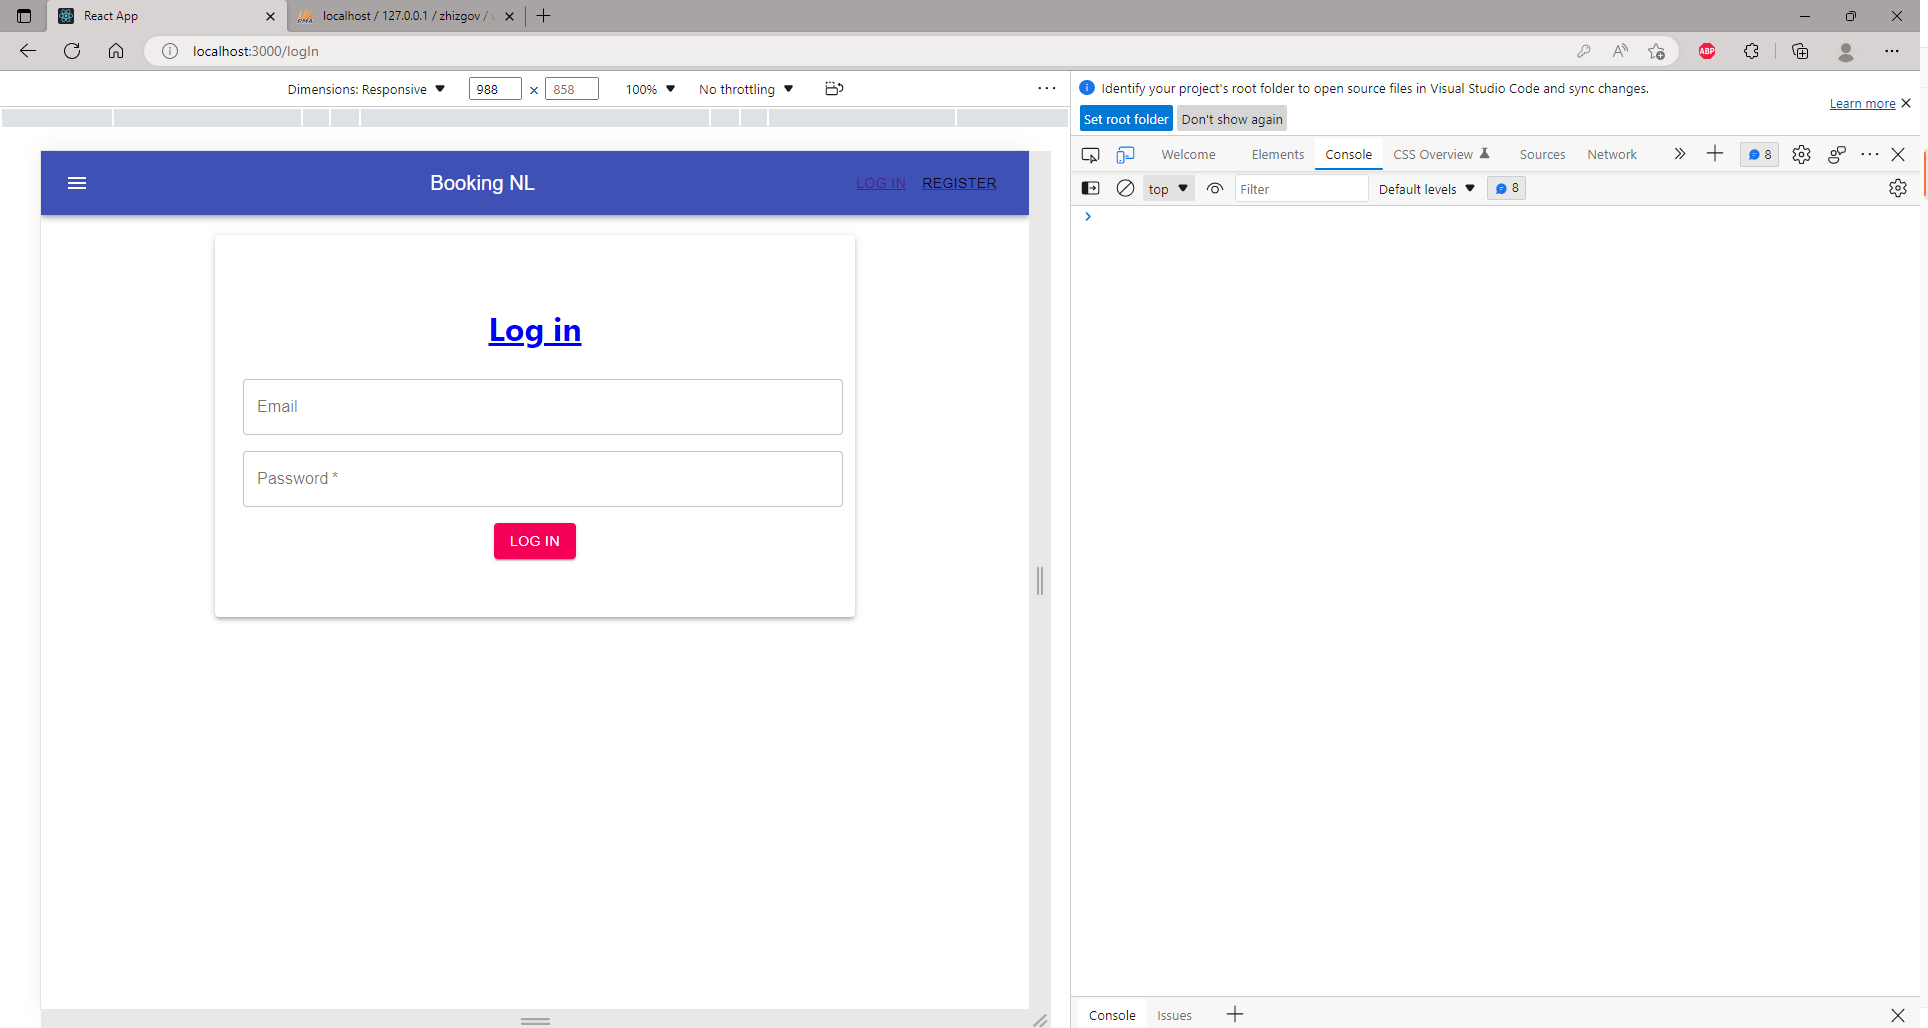 React App
localhost / 127.0.0.1 / zhizgov /
localhost:3000/logIn
ABP
Dimensions: Responsive
988 × 858
100%
No throttling
Identify your project's root folder to open source files in Visual Studio Code and sync changes.
Learn more
Set root folder
Don't show again
Welcome
Elements
Console
CSS Overview
Sources
Network
8
top
Filter
Default levels
8
Booking NL
LOG IN
REGISTER
Log in
Email
Password *
LOG IN
Console
Issues